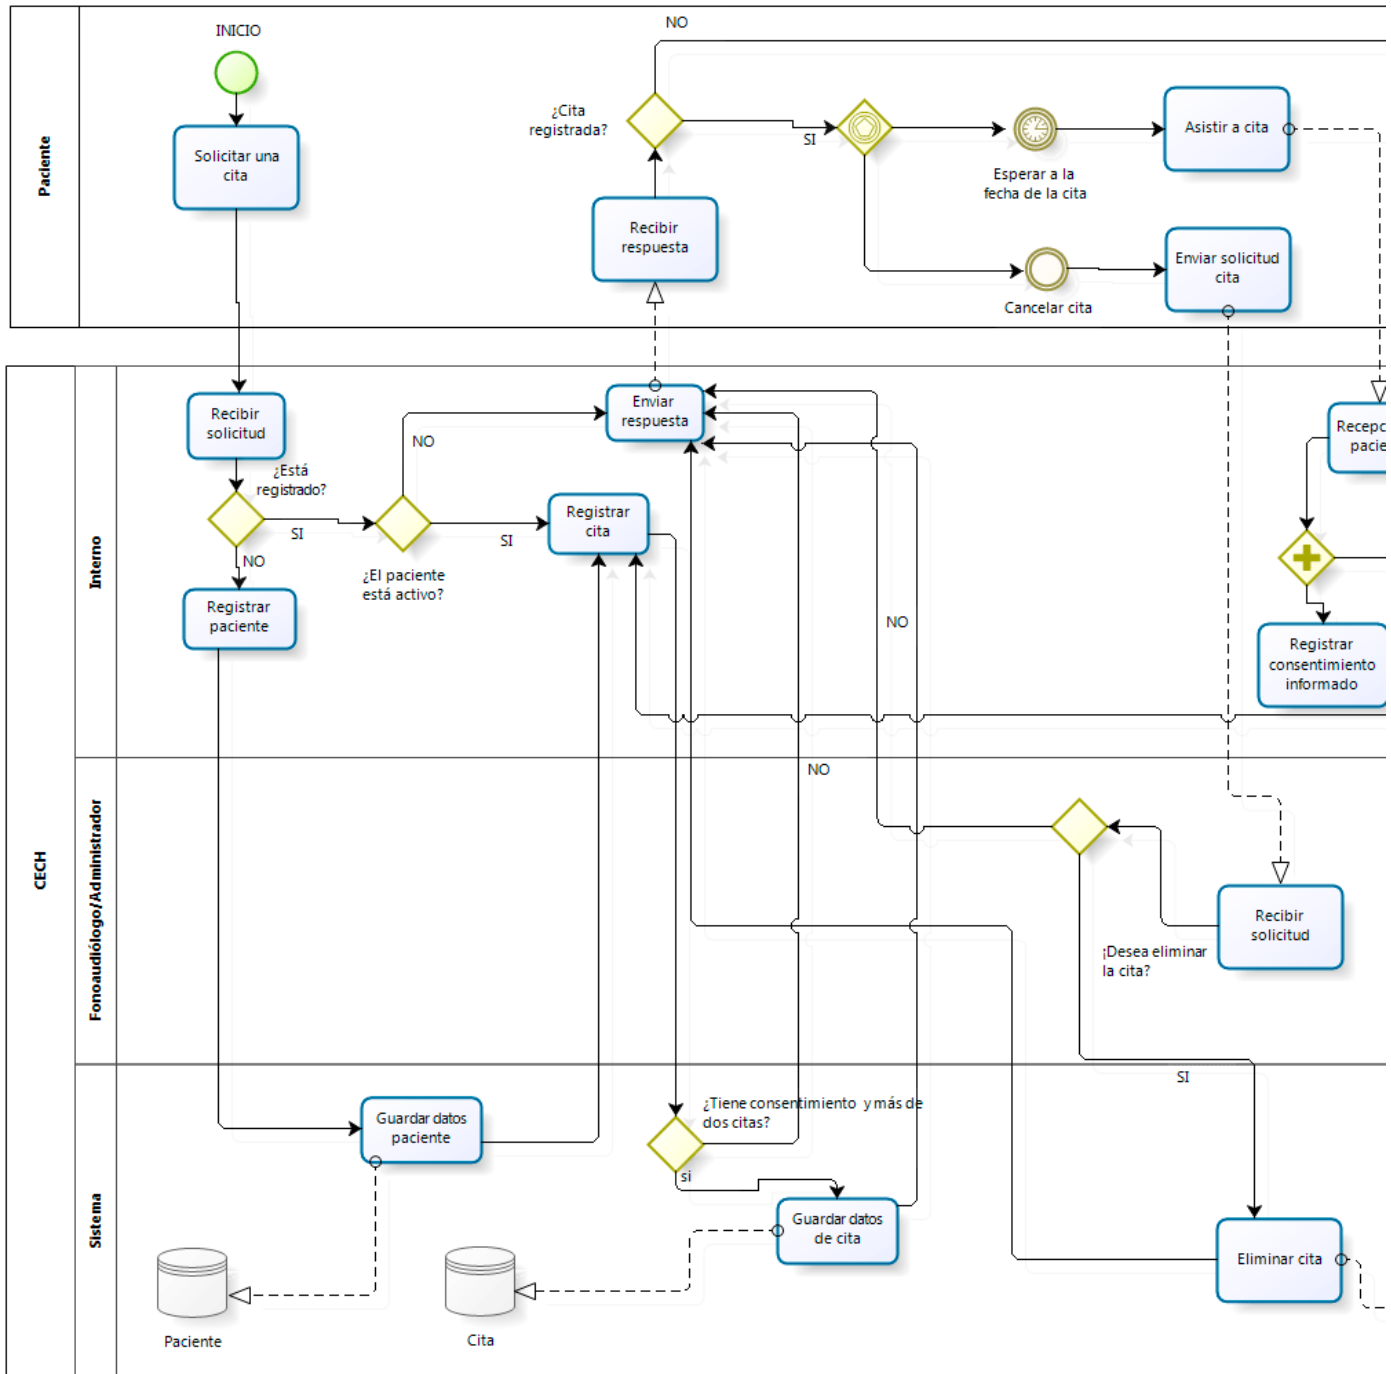 INICIO
NO
Paciente
Solicitar una
cita
¿Cita
registrada?
SI
Esperar a la
fecha de la cita
Asistir a cita
Recibir
respuesta
Cancelar cita
Enviar solicitud
cita
CECH
Interno
Recibir
solicitud
¿Está
registrado?
SI
NO
Registrar
paciente
NO
¿El paciente
está activo?
SI
Enviar
respuesta
Registrar
cita
NO
Recepc
pacie
Registrar
consentimiento
informado
Fonoaudiólogo/Administrador
NO
¡Desea eliminar
la cita?
Recibir
solicitud
SI
Sistema
Guardar datos
paciente
¿Tiene consentimiento y más de
dos citas?
si
Guardar datos
de cita
Eliminar cita
Paciente
Cita